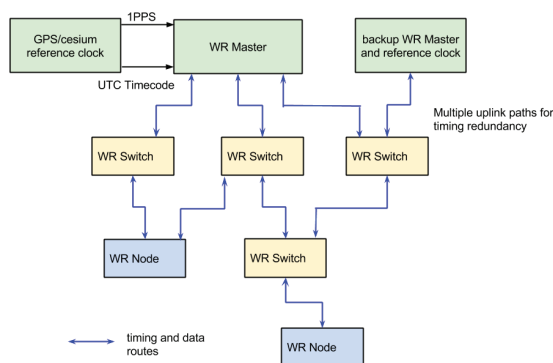 GPS/cesium
reference clock
1PPS
UTC Timecode
WR Master
backup WR Master
and reference clock
Multiple uplink paths for
timing redundancy
WR Switch
WR Switch
WR Switch
WR Node
WR Switch
timing and data
routes
WR Node